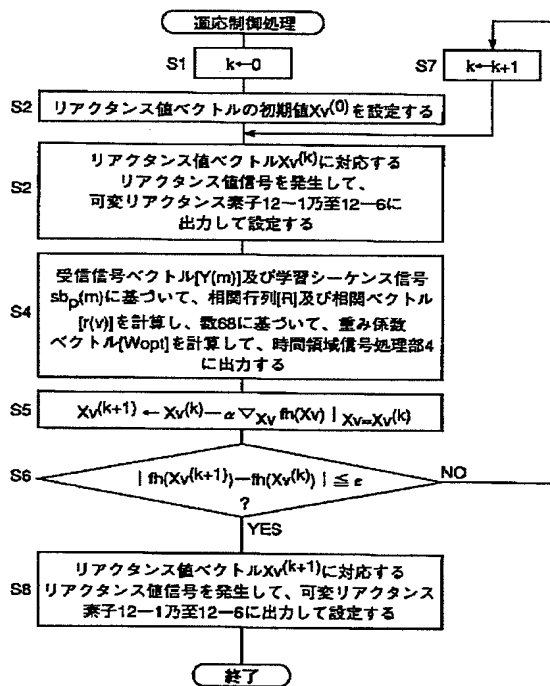 適応制御処理
S1
k←0
S7
k←k+1
S2
リアクタンス値ベクトルの初期値Xv(0)を設定する
S2
リアクタンス値ベクトルXv(k)に対応する
リアクタンス値信号を発生して、
可変リアクタンス素子12−1乃至12−6に
出力して設定する
S4
受信信号ベクトル[Y(m)]及び学習シーケンス信号
sbp(m)に基づいて、相関行列[R]及び相関ベクトル
[r(v)]を計算し、数68に基づいて、重み係数
ベクトル[Wopt]を計算して、時間領域信号処理部4
に出力する
S5
Xv(k+1) ← Xv(k)−α▽Xv fh(Xv) | Xv=Xv(k)
S6
| fh(Xv(k+1))−fh(Xv(k) | ≦ ε
?
NO
YES
S8
リアクタンス値ベクトルXv(k+1)に対応する
リアクタンス値信号を発生して、可変リアクタンス
素子12−1乃至12−6に出力して設定する
終了